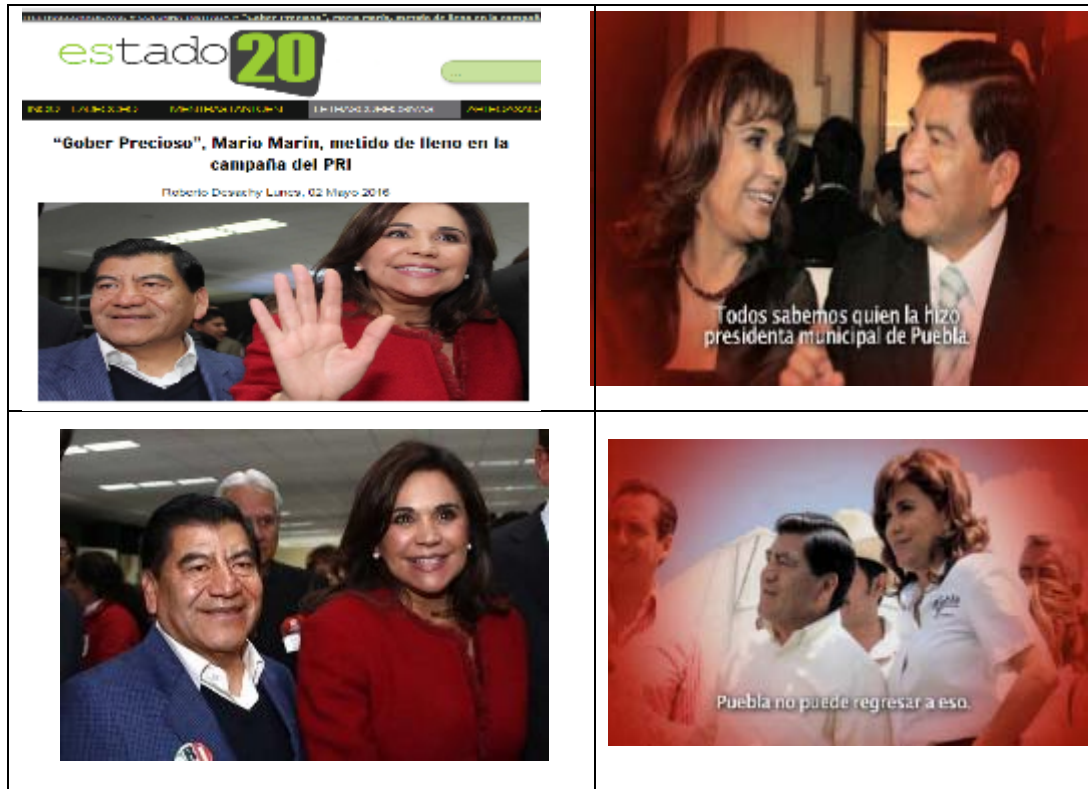 estado20
...
"Gober Precioso", Mario Marín, metido de lleno en la
campaña del PRI
Roberto Desachy Lunes, 02 Mayo 2016
Todos sabemos quien la hizo
presidenta municipal de Puebla.
Puebla no puede regresar a eso.